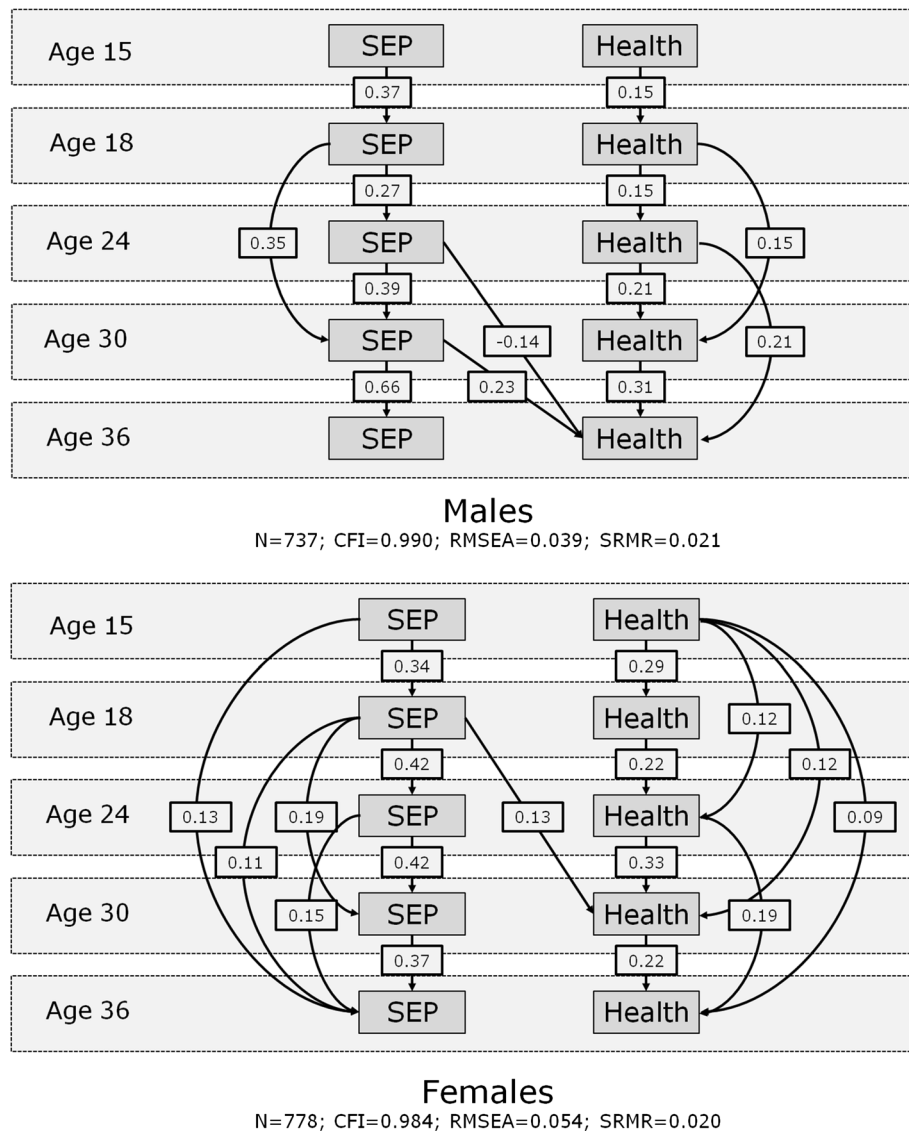 Age 15 SEP Health
0.37 0.15
Age 18 SEP Health
0.27 0.15
Age 24 0.35 SEP Health 0.15
0.39 0.21
Age 30 SEP -0.14 Health 0.21
0.66 0.23 0.31
Age 36 SEP Health
Males
N=737; CFI=0.990; RMSEA=0.039; SRMR=0.021
Age 15 SEP Health
0.34 0.29
Age 18 SEP Health 0.12
0.42 0.22 0.12
Age 24 0.13 0.19 SEP 0.13 Health 0.09
0.11 0.42 0.33
Age 30 0.15 SEP Health 0.19
0.37 0.22
Age 36 SEP Health
Females
N=778; CFI=0.984; RMSEA=0.054; SRMR=0.020